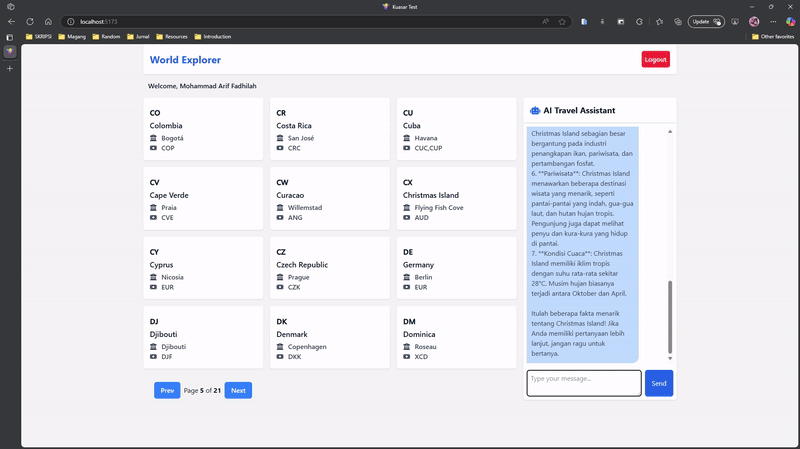 Kuasar Test
localhost:5173
Update
SKRIPSI
Magang
Random
Jurnal
Resources
Introduction
Other favorites
World Explorer
Logout
Welcome, Mohammad Arif Fadhilah
CO
Colombia
Bogotá
COP
CR
Costa Rica
San José
CRC
CU
Cuba
Havana
CUC,CUP
CV
Cape Verde
Praia
CVE
CW
Curacao
Willemstad
ANG
CX
Christmas Island
Flying Fish Cove
AUD
CY
Cyprus
Nicosia
EUR
CZ
Czech Republic
Prague
CZK
DE
Germany
Berlin
EUR
DJ
Djibouti
Djibouti
DJF
DK
Denmark
Copenhagen
DKK
DM
Dominica
Roseau
XCD
Prev
Page 5 of 21
Next
AI Travel Assistant
Christmas Island sebagian besar
bergantung pada industri
penangkapan ikan, pariwisata, dan
pertambangan fosfat.
6. **Pariwisata**: Christmas Island
menawarkan beberapa destinasi
wisata yang menarik, seperti
pantai-pantai yang indah, gua-gua
laut, dan hutan hujan tropis.
Pengunjung juga dapat melihat
penyu dan kura-kura yang hidup
di pantai.
7. **Kondisi Cuaca**: Christmas
Island memiliki iklim tropis
dengan suhu rata-rata sekitar
28°C. Musim hujan biasanya
terjadi antara Oktober dan April.
Itulah beberapa fakta menarik
tentang Christmas Island! Jika
Anda memiliki pertanyaan lebih
lanjut, jangan ragu untuk
bertanya.
Type your message...
Send